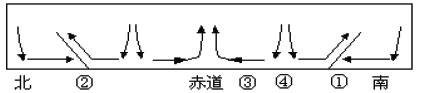 北 ② 赤道 ③ ④ ① 南